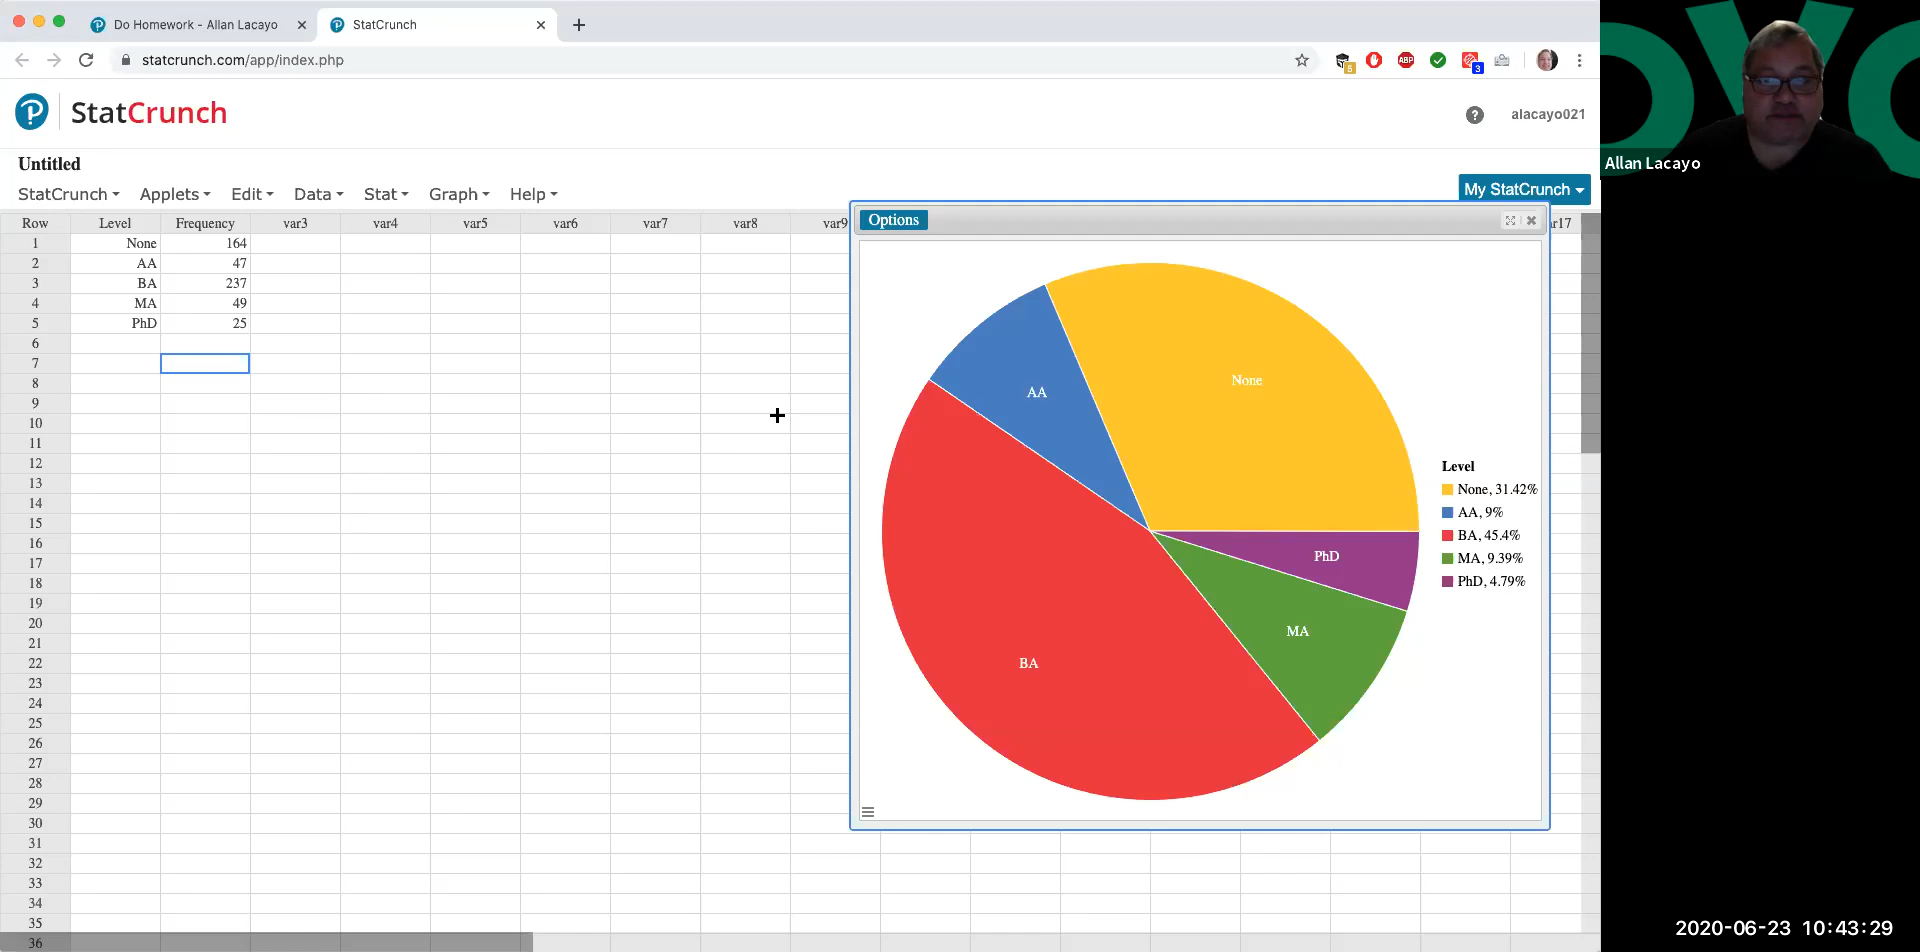 Do Homework - Allan Lacayo
StatCrunch
statcrunch.com/app/index.php
5
ABP
3
StatCrunch
? alacayo021
Untitled
StatCrunch Applets Edit Data Stat Graph Help
My StatCrunch
Row Level Frequency var3 var4 var5 var6 var7 var8 var9 ar17
1 None 164
2 AA 47
3 BA 237
4 MA 49
5 PhD 25
6
7
8
9
10
11
12
13
14
15
16
17
18
19
20
21
22
23
24
25
26
27
28
29
30
31
32
33
34
35
36
Options
None
AA
PhD
MA
BA
Level
None, 31.42%
AA, 9%
BA, 45.4%
MA, 9.39%
PhD, 4.79%
Allan Lacayo
2020-06-23 10:43:29